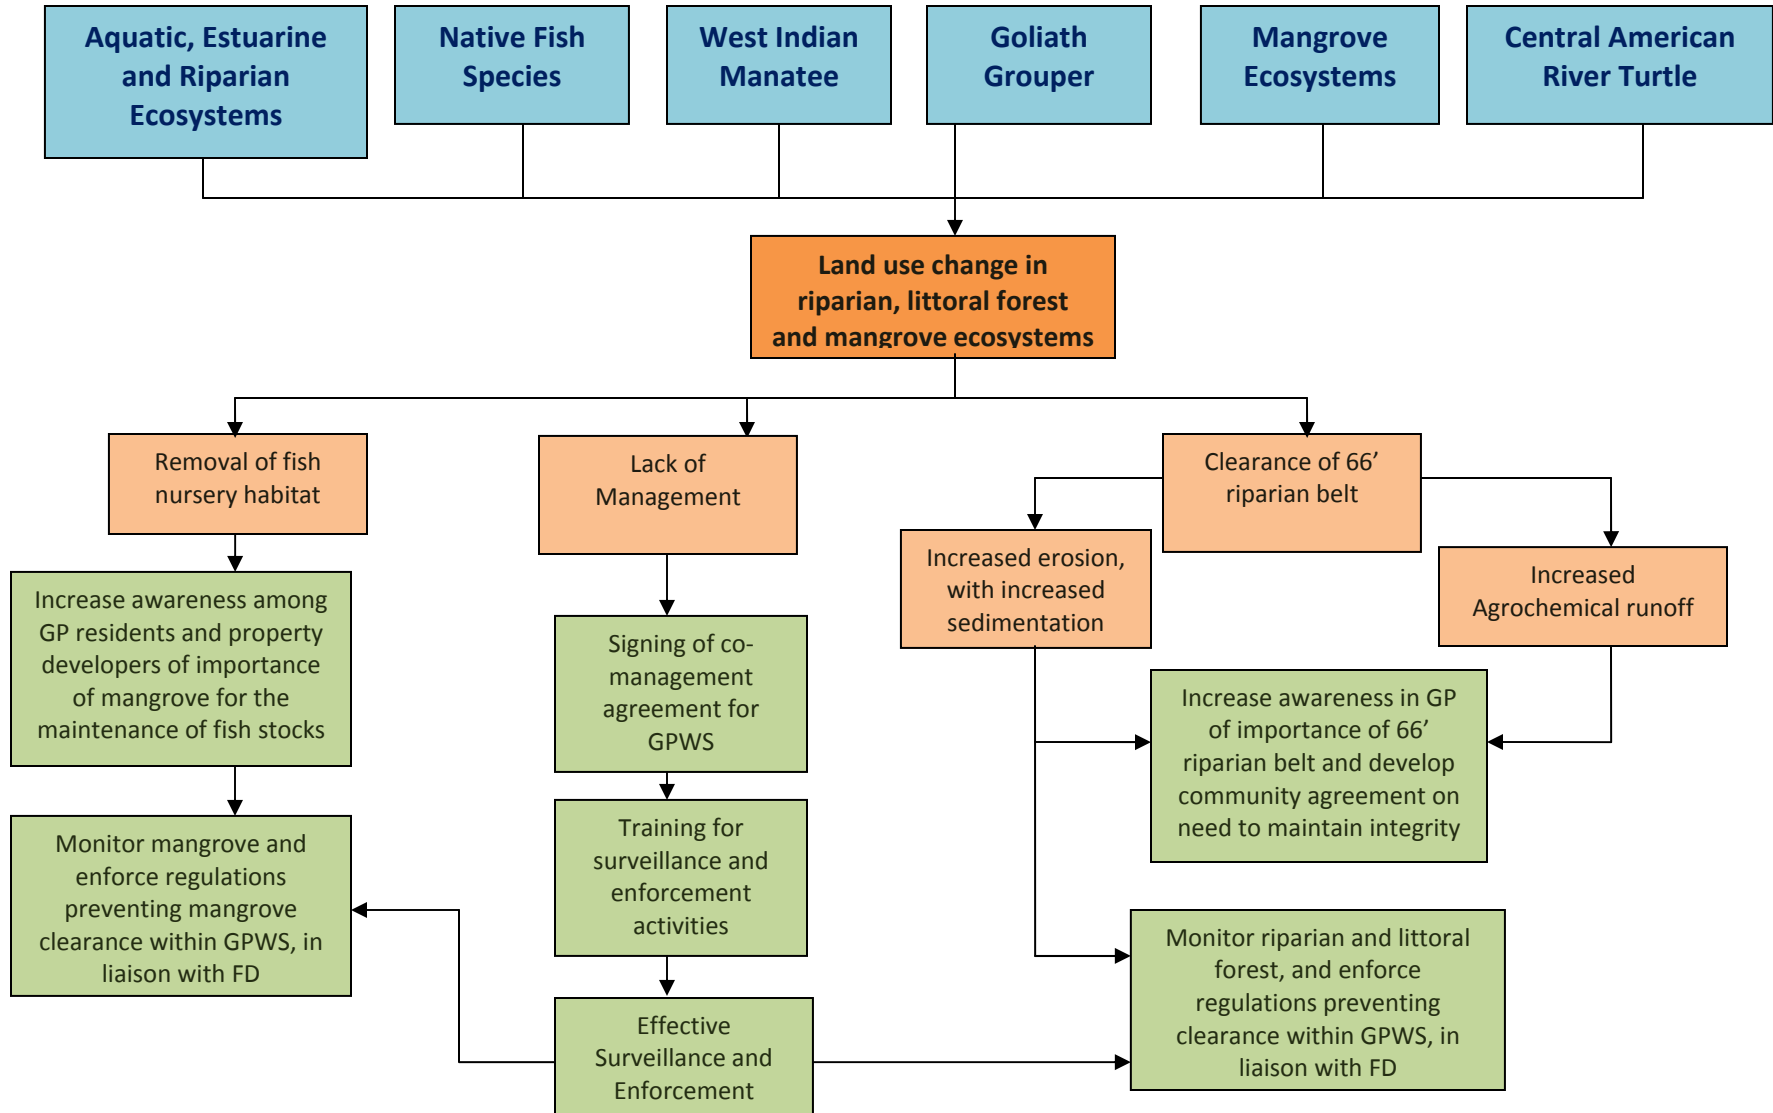 Aquatic, Estuarine
and Riparian
Ecosystems
Native Fish
Species
West Indian
Manatee
Goliath
Grouper
Mangrove
Ecosystems
Central American
River Turtle
Land use change in
riparian, littoral forest
and mangrove ecosystems
Removal of fish
nursery habitat
Lack of
Management
Clearance of 66’
riparian belt
Increased erosion,
with increased
sedimentation
Increased
Agrochemical runoff
Increase awareness among
GP residents and property
developers of importance
of mangrove for the
maintenance of fish stocks
Signing of co-
management
agreement for
GPWS
Increase awareness in GP
of importance of 66’
riparian belt and develop
community agreement on
need to maintain integrity
Monitor mangrove and
enforce regulations
preventing mangrove
clearance within GPWS, in
liaison with FD
Training for
surveillance and
enforcement
activities
Monitor riparian and littoral
forest, and enforce
regulations preventing
clearance within GPWS, in
liaison with FD
Effective
Surveillance and
Enforcement